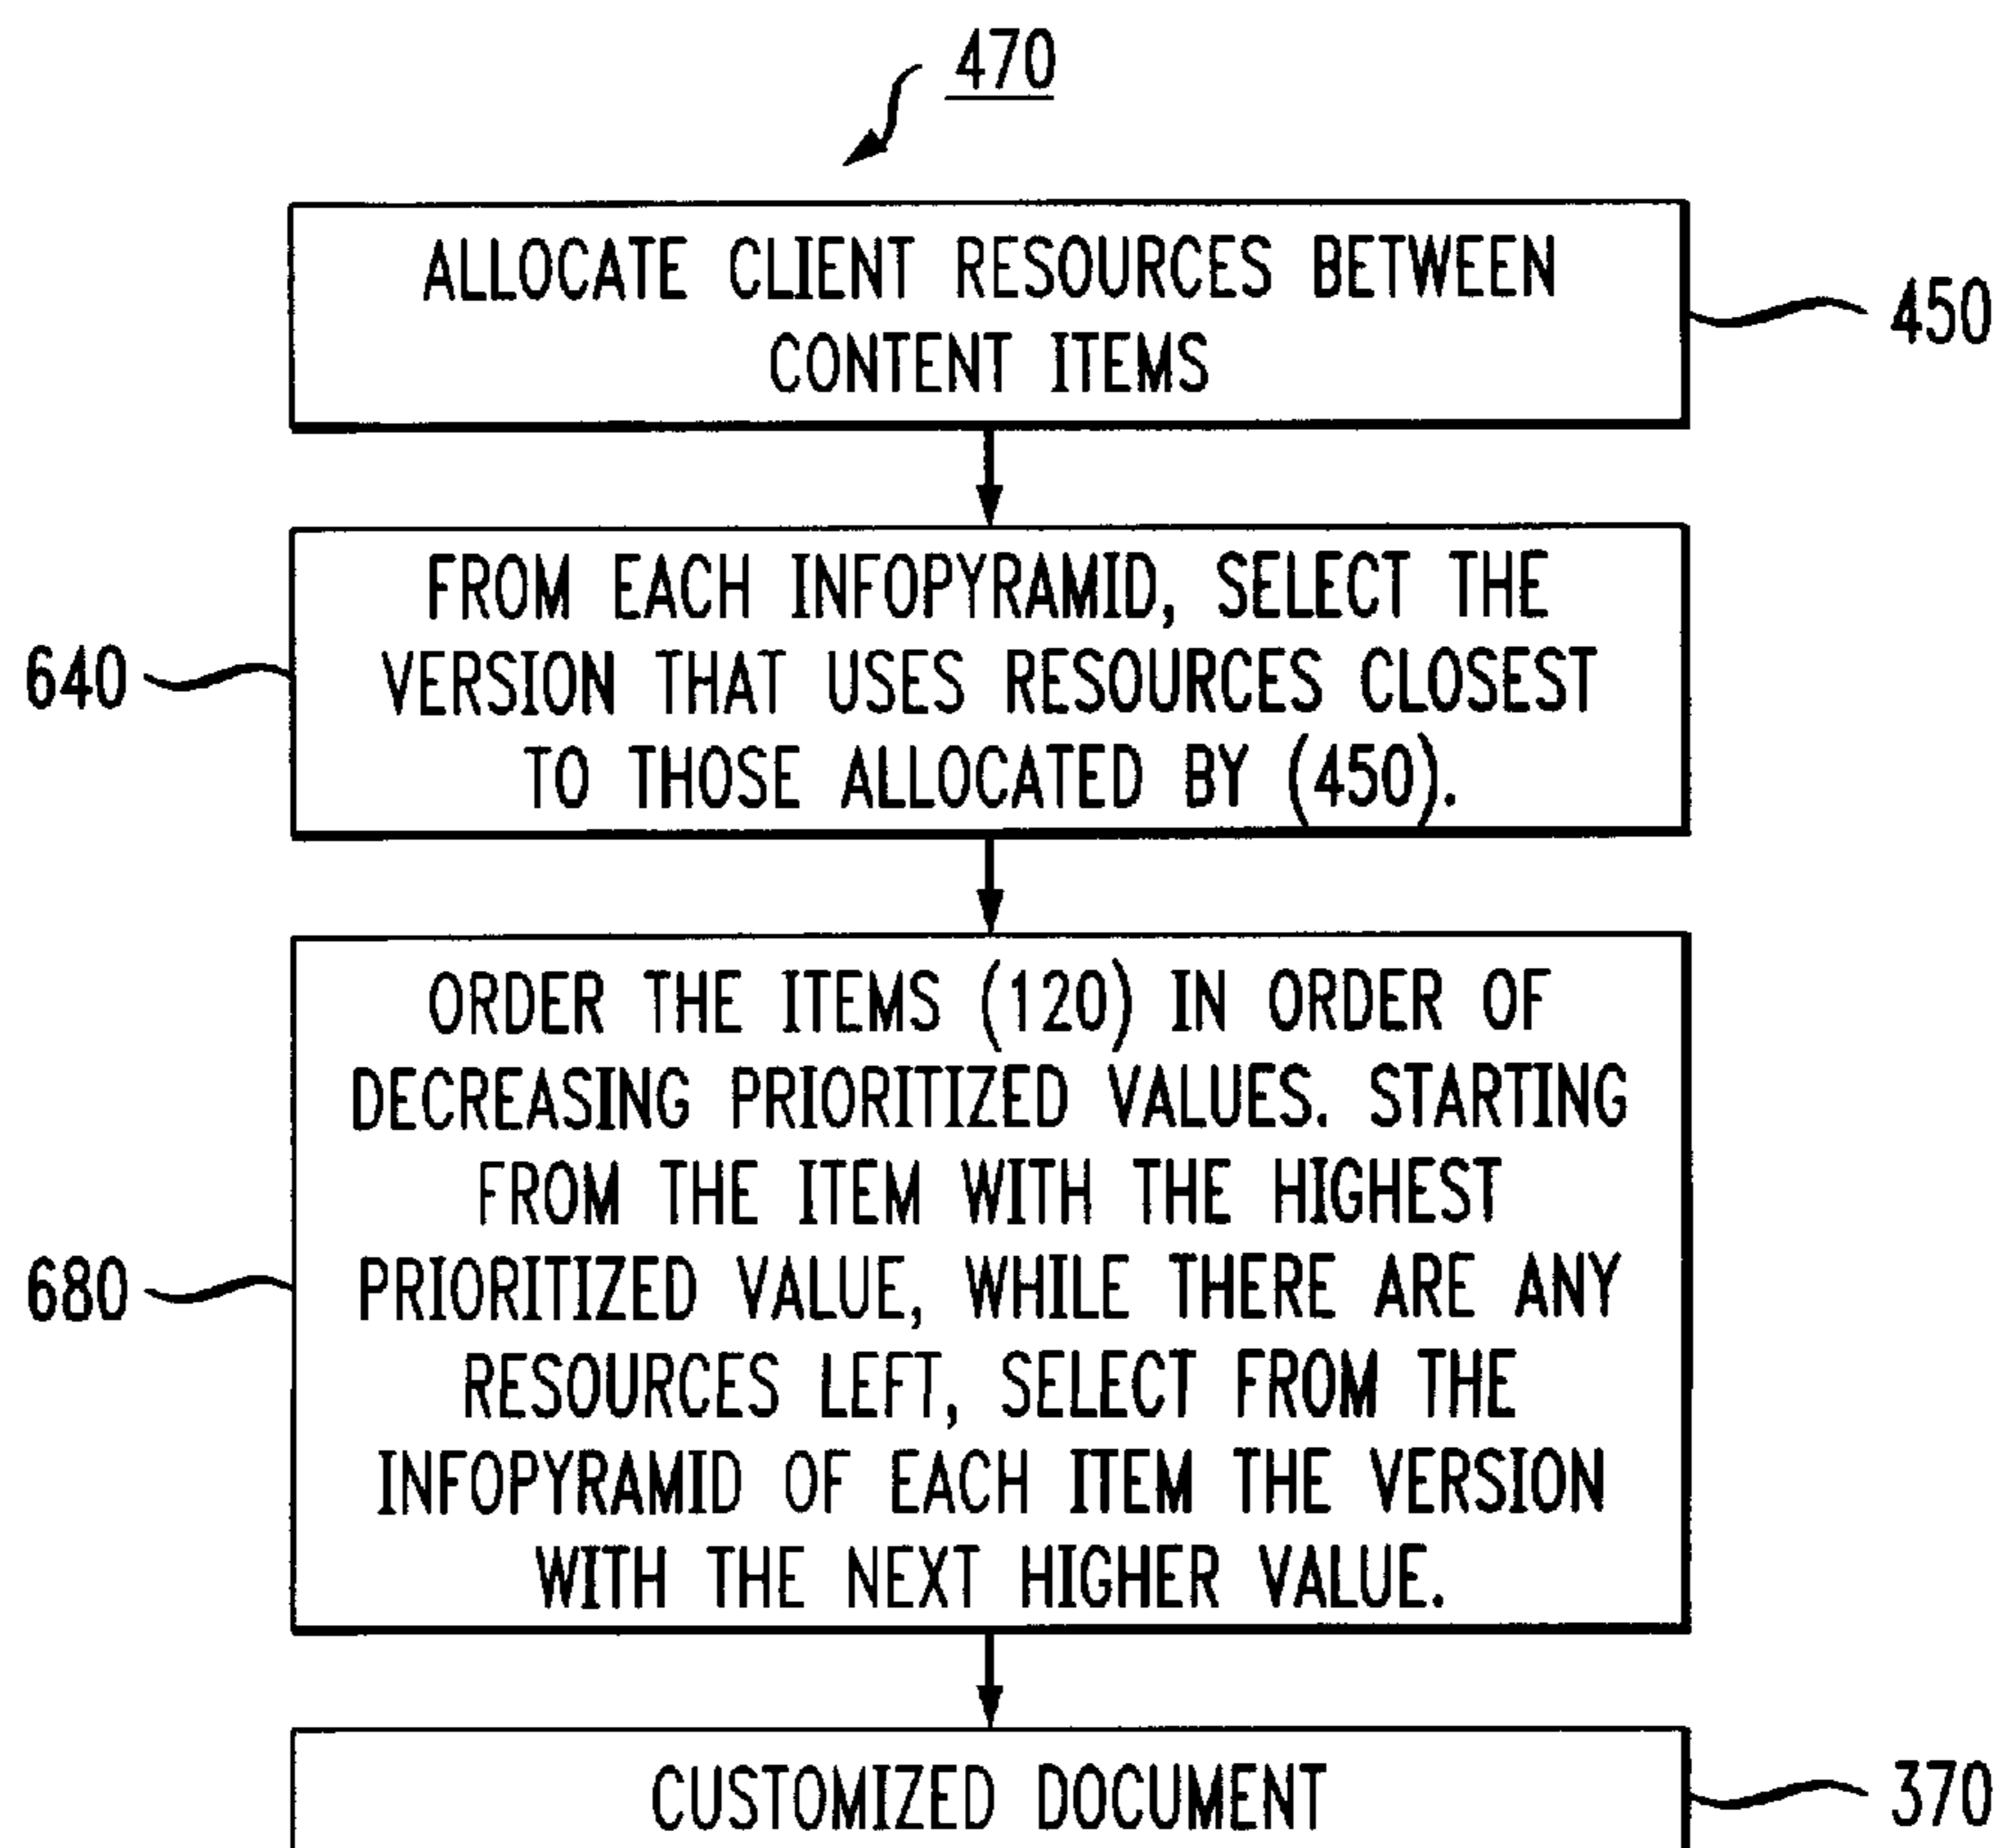 470
ALLOCATE CLIENT RESOURCES BETWEEN
CONTENT ITEMS
450
FROM EACH INFOPYRAMID, SELECT THE
VERSION THAT USES RESOURCES CLOSEST
TO THOSE ALLOCATED BY (450).
640
ORDER THE ITEMS (120) IN ORDER OF
DECREASING PRIORITIZED VALUES. STARTING
FROM THE ITEM WITH THE HIGHEST
PRIORITIZED VALUE, WHILE THERE ARE ANY
RESOURCES LEFT, SELECT FROM THE
INFOPYRAMID OF EACH ITEM THE VERSION
WITH THE NEXT HIGHER VALUE.
680
CUSTOMIZED DOCUMENT
370